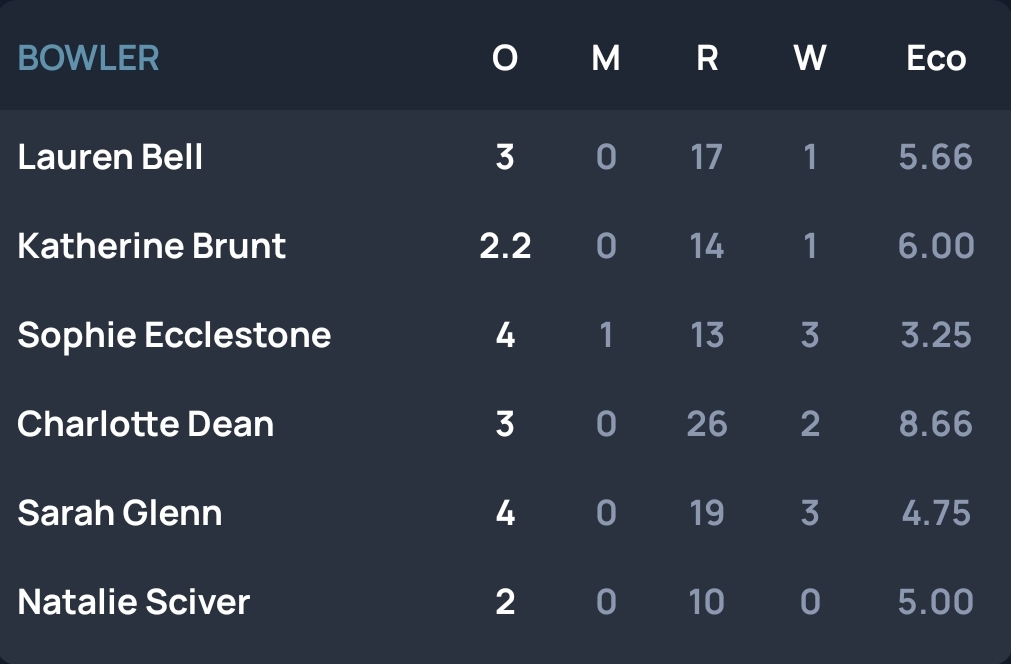 BOWLER O M R W Eco
Lauren Bell 3 0 17 1 5.66
Katherine Brunt 2.2 0 14 1 6.00
Sophie Ecclestone 4 1 13 3 3.25
Charlotte Dean 3 0 26 2 8.66
Sarah Glenn 4 0 19 3 4.75
Natalie Sciver 2 0 10 0 5.00